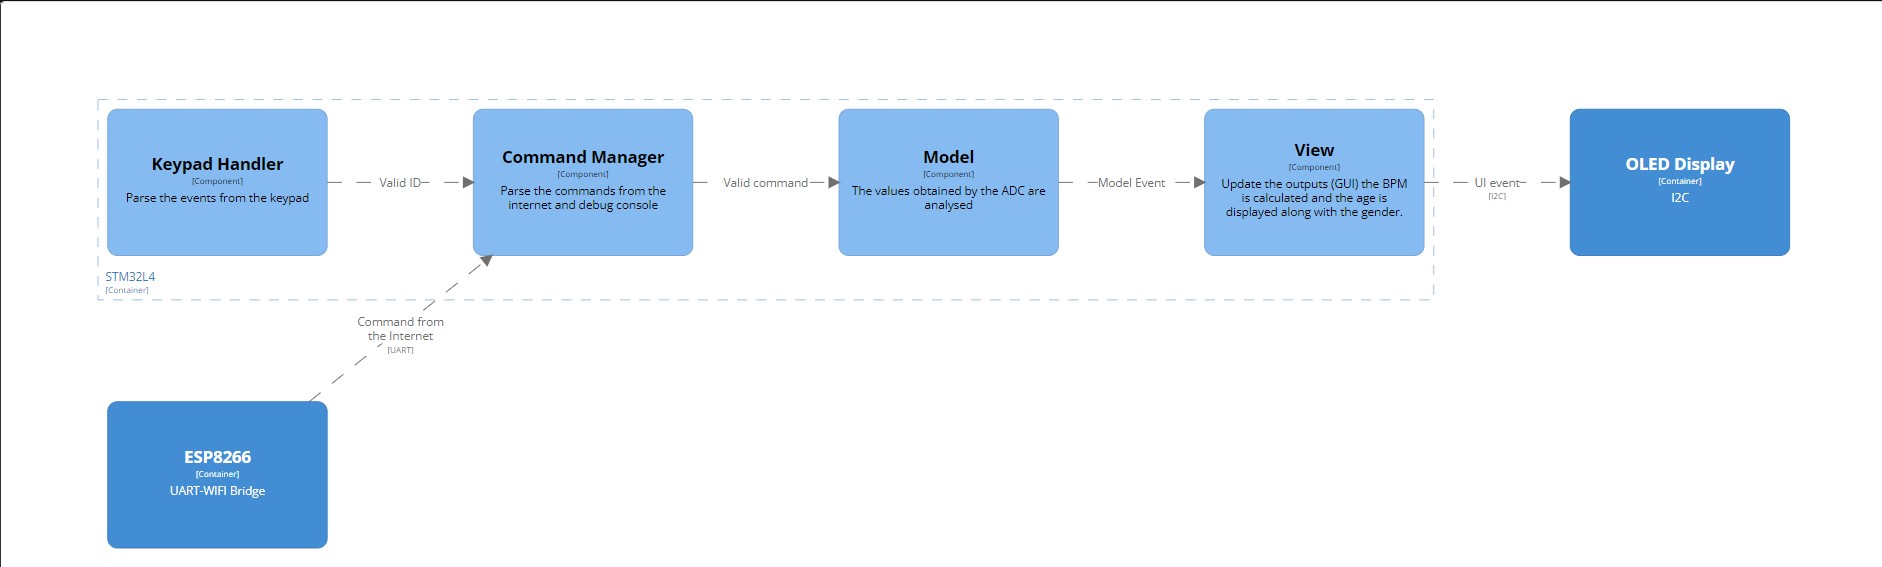 Keypad Handler
[Component]
Parse the events from the keypad
Valid ID
Command Manager
[Component]
Parse the commands from the
internet and debug console
Valid command
Model
[Component]
The values obtained by the ADC are
analysed
Model Event
View
[Component]
Update the outputs (GUI) the BPM
is calculated and the age is
displayed along with the gender.
UI event
[I2C]
OLED Display
[Container]
I2C
STM32L4
[Container]
Command from
the Internet
[UART]
ESP8266
[Container]
UART-WIFI Bridge